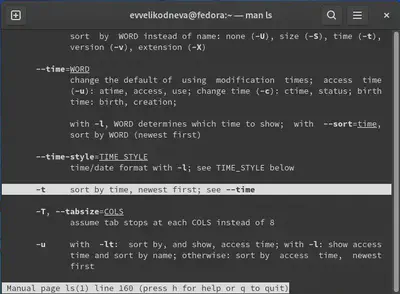 evvelikodneva@fedora:~ — man ls
sort by WORD instead of name: none (-U), size (-S), time (-t),
version (-v), extension (-X)
--time=WORD
change the default of using modification times; access time
(-u): atime, access, use; change time (-c): ctime, status; birth
time: birth, creation;
with -l, WORD determines which time to show; with --sort=time,
sort by WORD (newest first)
--time-style=TIME_STYLE
time/date format with -l; see TIME_STYLE below
-t sort by time, newest first; see --time
-T, --tabsize=COLS
assume tab stops at each COLS instead of 8
-u with -lt: sort by, and show, access time; with -l: show access
time and sort by name; otherwise: sort by access time, newest
first
Manual page ls(1) line 160 (press h for help or q to quit)